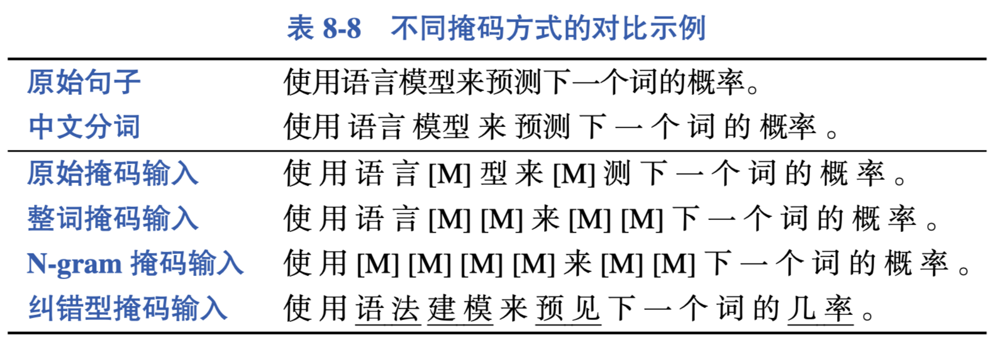 表 8-8 不同掩码方式的对比示例
原始句子 使用语言模型来预测下一个词的概率。
中文分词 使用 语言 模型 来 预测 下 一 个 词 的 概率 。
原始掩码输入 使 用 语 言 [M] 型 来 [M] 测 下 一 个 词 的 概 率 。
整词掩码输入 使 用 语 言 [M] [M] 来 [M] [M] 下 一 个 词 的 概 率 。
N-gram 掩码输入 使 用 [M] [M] [M] [M] 来 [M] [M] 下 一 个 词 的 概 率 。
纠错型掩码输入 使 用 语 法 建 模 来 预 见 下 一 个 词 的 几 率 。